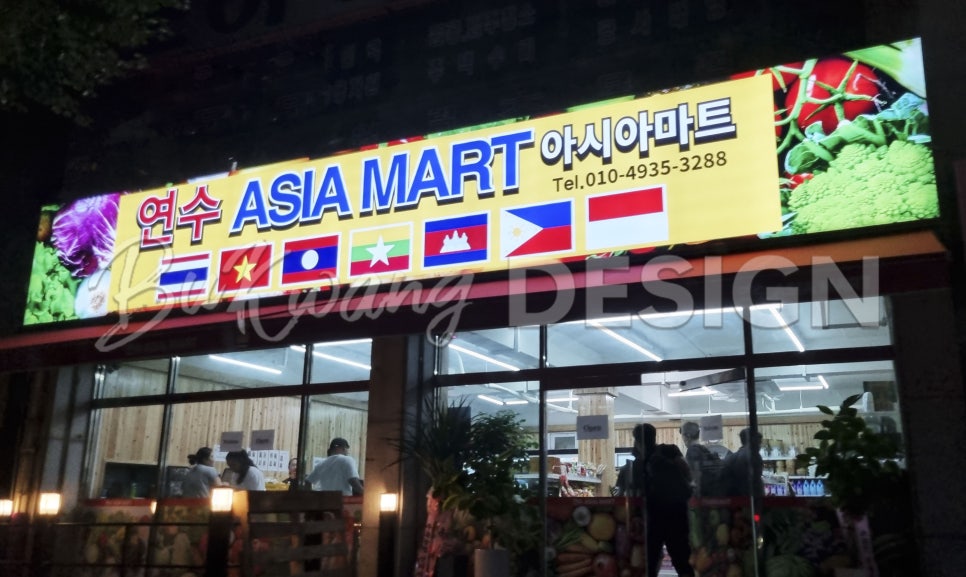 연수 ASIA MART 아시아마트
Tel.010-4935-3288
BuKwang DESIGN
Open